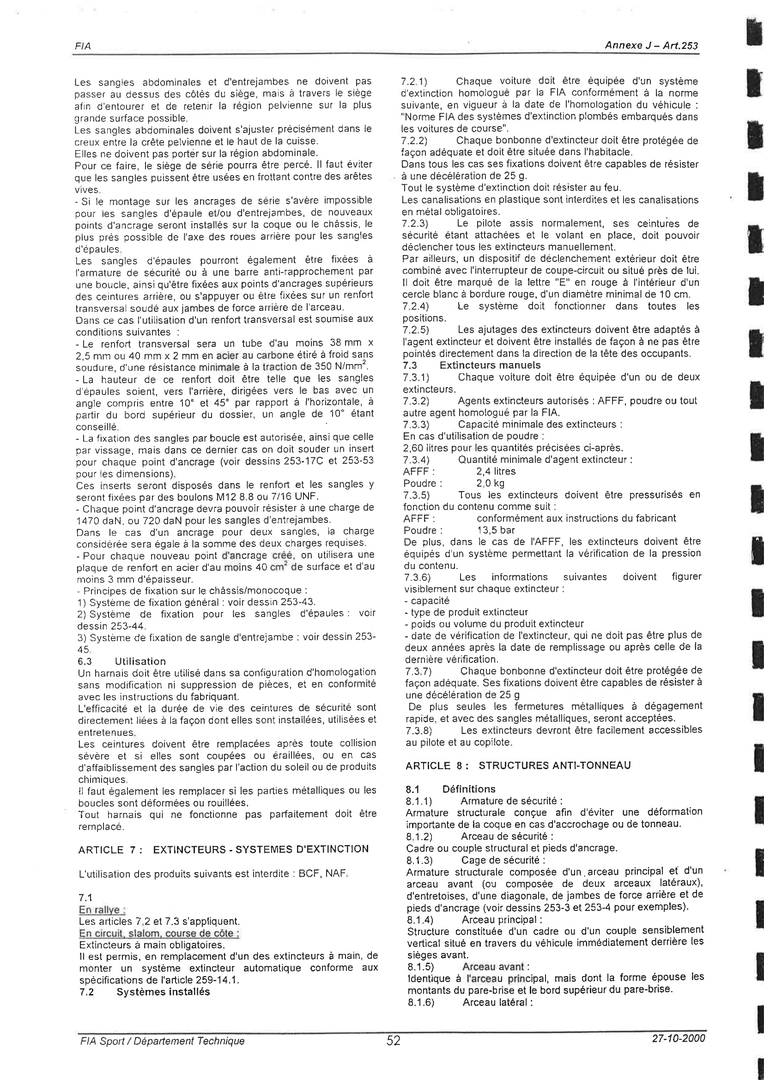 FIA
Annexe J – Art.253
Les sangles abdominales et d'entrejambes ne doivent pas
passer au dessus des côtés du siège, mais à travers le siège
afin d'entourer et de retenir la région pelvienne sur la plus
grande surface possible.
Les sangles abdominales doivent s'ajuster précisément dans le
creux entre la crête pelvienne et le haut de la cuisse.
Elles ne doivent pas porter sur la région abdominale.
Pour ce faire, le siège de série pourra être percé. Il faut éviter
que les sangles puissent être usées en frottant contre des arêtes
vives.
- Si le montage sur les ancrages de série s'avère impossible
pour les sangles d'épaule et/ou d'entrejambes, de nouveaux
points d'ancrage seront installés sur la coque ou le châssis, le
plus près possible de l'axe des roues arrière pour les sangles
d'épaules.
Les sangles d'épaules pourront également être fixées à
l'armature de sécurité ou à une barre anti-rapprochement par
une boucle, ainsi qu'être fixées aux points d'ancrages supérieurs
des ceintures arrière, ou s'appuyer ou être fixées sur un renfort
transversal soudé aux jambes de force arrière de l'arceau.
Dans ce cas l'utilisation d'un renfort transversal est soumise aux
conditions suivantes :
- Le renfort transversal sera un tube d'au moins 38 mm x
2,5 mm ou 40 mm x 2 mm en acier au carbone étiré à froid sans
soudure, d'une résistance minimale à la traction de 350 N/mm².
- La hauteur de ce renfort doit être telle que les sangles
d'épaules soient, vers l'arrière, dirigées vers le bas avec un
angle compris entre 10° et 45° par rapport à l'horizontale, à
partir du bord supérieur du dossier, un angle de 10° étant
conseillé.
- La fixation des sangles par boucle est autorisée, ainsi que celle
par vissage, mais dans ce dernier cas on doit souder un insert
pour chaque point d'ancrage (voir dessins 253-17C et 253-53
pour les dimensions).
Ces inserts seront disposés dans le renfort et les sangles y
seront fixées par des boulons M12 8.8 ou 7/16 UNF.
- Chaque point d'ancrage devra pouvoir résister à une charge de
1470 daN, ou 720 daN pour les sangles d'entrejambes.
Dans le cas d'un ancrage pour deux sangles, la charge
considérée sera égale à la somme des deux charges requises.
- Pour chaque nouveau point d'ancrage créé, on utilisera une
plaque de renfort en acier d'au moins 40 cm² de surface et d'au
moins 3 mm d'épaisseur.
- Principes de fixation sur le châssis/monocoque :
1) Système de fixation général : voir dessin 253-43.
2) Système de fixation pour les sangles d'épaules : voir
dessin 253-44.
3) Système de fixation de sangle d'entrejambe : voir dessin 253-
45.
6.3 Utilisation
Un harnais doit être utilisé dans sa configuration d'homologation
sans modification ni suppression de pièces, et en conformité
avec les instructions du fabriquant.
L'efficacité et la durée de vie des ceintures de sécurité sont
directement liées à la façon dont elles sont installées, utilisées et
entretenues.
Les ceintures doivent être remplacées après toute collision
sévère et si elles sont coupées ou éraillées, ou en cas
d'affaiblissement des sangles par l'action du soleil ou de produits
chimiques.
Il faut également les remplacer si les parties métalliques ou les
boucles sont déformées ou rouillées.
Tout harnais qui ne fonctionne pas parfaitement doit être
remplacé.
ARTICLE 7 : EXTINCTEURS - SYSTEMES D'EXTINCTION
L'utilisation des produits suivants est interdite : BCF, NAF.
7.1
En rallye :
Les articles 7.2 et 7.3 s'appliquent.
En circuit, slalom, course de côte :
Extincteurs à main obligatoires.
Il est permis, en remplacement d'un des extincteurs à main, de
monter un système extincteur automatique conforme aux
spécifications de l'article 259-14.1.
7.2 Systèmes installés
7.2.1) Chaque voiture doit être équipée d'un système
d'extinction homologué par la FIA conformément à la norme
suivante, en vigueur à la date de l'homologation du véhicule :
"Norme FIA des systèmes d'extinction plombés embarqués dans
les voitures de course".
7.2.2) Chaque bonbonne d'extincteur doit être protégée de
façon adéquate et doit être située dans l'habitacle.
Dans tous les cas ses fixations doivent être capables de résister
à une décélération de 25 g.
Tout le système d'extinction doit résister au feu.
Les canalisations en plastique sont interdites et les canalisations
en métal obligatoires.
7.2.3) Le pilote assis normalement, ses ceintures de
sécurité étant attachées et le volant en place, doit pouvoir
déclencher tous les extincteurs manuellement.
Par ailleurs, un dispositif de déclenchement extérieur doit être
combiné avec l'interrupteur de coupe-circuit ou situé près de lui.
Il doit être marqué de la lettre "E" en rouge à l'intérieur d'un
cercle blanc à bordure rouge, d'un diamètre minimal de 10 cm.
7.2.4) Le système doit fonctionner dans toutes les
positions.
7.2.5) Les ajutages des extincteurs doivent être adaptés à
l'agent extincteur et doivent être installés de façon à ne pas être
pointés directement dans la direction de la tête des occupants.
7.3 Extincteurs manuels
7.3.1) Chaque voiture doit être équipée d'un ou de deux
extincteurs.
7.3.2) Agents extincteurs autorisés : AFFF, poudre ou tout
autre agent homologué par la FIA.
7.3.3) Capacité minimale des extincteurs :
En cas d'utilisation de poudre :
2,60 litres pour les quantités précisées ci-après.
7.3.4) Quantité minimale d'agent extincteur :
AFFF : 2,4 litres
Poudre : 2,0 kg
7.3.5) Tous les extincteurs doivent être pressurisés en
fonction du contenu comme suit :
AFFF : conformément aux instructions du fabricant
Poudre : 13,5 bar
De plus, dans le cas de l'AFFF, les extincteurs doivent être
équipés d'un système permettant la vérification de la pression
du contenu.
7.3.6) Les informations suivantes doivent figurer
visiblement sur chaque extincteur :
- capacité
- type de produit extincteur
- poids ou volume du produit extincteur
- date de vérification de l'extincteur, qui ne doit pas être plus de
deux années après la date de remplissage ou après celle de la
dernière vérification.
7.3.7) Chaque bonbonne d'extincteur doit être protégée de
façon adéquate. Ses fixations doivent être capables de résister à
une décélération de 25 g
De plus seules les fermetures métalliques à dégagement
rapide, et avec des sangles métalliques, seront acceptées.
7.3.8) Les extincteurs devront être facilement accessibles
au pilote et au copilote.
ARTICLE 8 : STRUCTURES ANTI-TONNEAU
8.1 Définitions
8.1.1) Armature de sécurité :
Armature structurale conçue afin d'éviter une déformation
importante de la coque en cas d'accrochage ou de tonneau.
8.1.2) Arceau de sécurité :
Cadre ou couple structural et pieds d'ancrage.
8.1.3) Cage de sécurité :
Armature structurale composée d'un arceau principal et d'un
arceau avant (ou composée de deux arceaux latéraux),
d'entretoises, d'une diagonale, de jambes de force arrière et de
pieds d'ancrage (voir dessins 253-3 et 253-4 pour exemples).
8.1.4) Arceau principal :
Structure constituée d'un cadre ou d'un couple sensiblement
vertical situé en travers du véhicule immédiatement derrière les
sièges avant.
8.1.5) Arceau avant :
Identique à l'arceau principal, mais dont la forme épouse les
montants du pare-brise et le bord supérieur du pare-brise.
8.1.6) Arceau latéral :
FIA Sport / Département Technique
52
27-10-2000